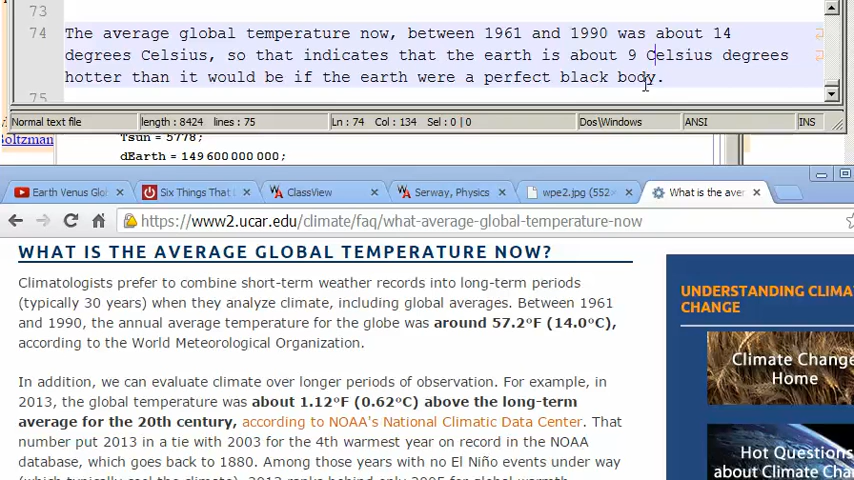 73
74 The average global temperature now, between 1961 and 1990 was about 14
degrees Celsius, so that indicates that the earth is about 9 Celsius degrees
hotter than it would be if the earth were a perfect black body.
75
Normal text file length : 8424 lines : 75 Ln : 74 Col : 134 Sel : 0 | 0 Dos\Windows ANSI INS
oltzman Tsun = 5778;
dEarth = 149 600 000 000;
Earth Venus Glo Six Things That L ClassView Serway, Physics wpe2.jpg (552× What is the aver
https://www2.ucar.edu/climate/faq/what-average-global-temperature-now
WHAT IS THE AVERAGE GLOBAL TEMPERATURE NOW?
Climatologists prefer to combine short-term weather records into long-term periods
(typically 30 years) when they analyze climate, including global averages. Between 1961
and 1990, the annual average temperature for the globe was around 57.2°F (14.0°C),
according to the World Meteorological Organization.
In addition, we can evaluate climate over longer periods of observation. For example, in
2013, the global temperature was about 1.12°F (0.62°C) above the long-term
average for the 20th century, according to NOAA's National Climatic Data Center. That
number put 2013 in a tie with 2003 for the 4th warmest year on record in the NOAA
database, which goes back to 1880. Among those years with no El Niño events under way
UNDERSTANDING CLIMA
CHANGE
Climate Change
Home
Hot Questions
about Climate Chan